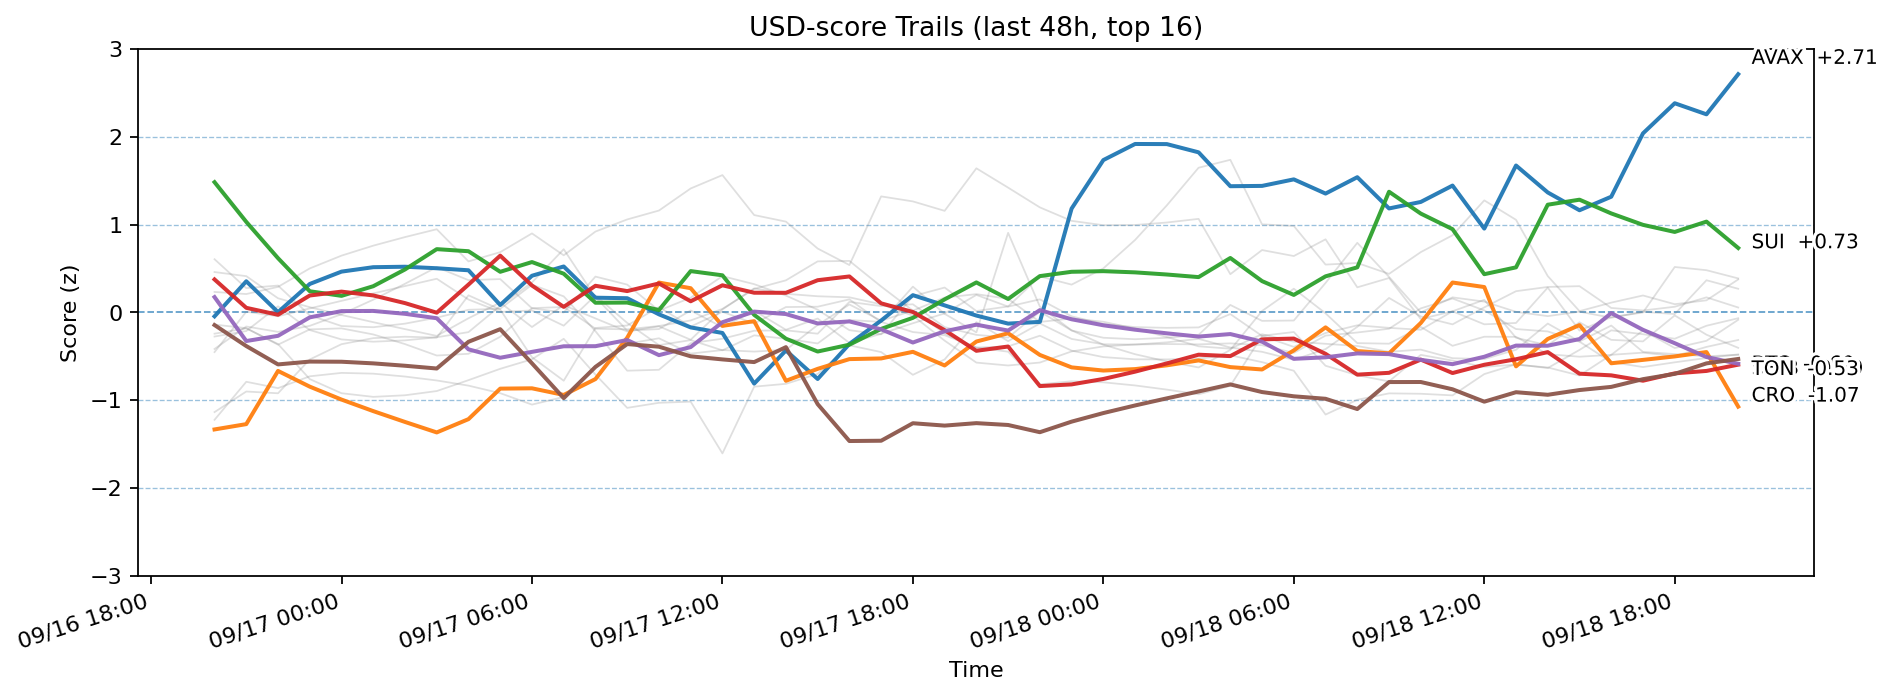 USD-score Trails (last 48h, top 16)
Score (z)
3
2
1
0
−1
−2
−3
AVAX +2.71
SUI +0.73
TON -0.53
CRO -1.07
09/16 18:00
09/17 00:00
09/17 06:00
09/17 12:00
09/17 18:00
09/18 00:00
09/18 06:00
09/18 12:00
09/18 18:00
Time